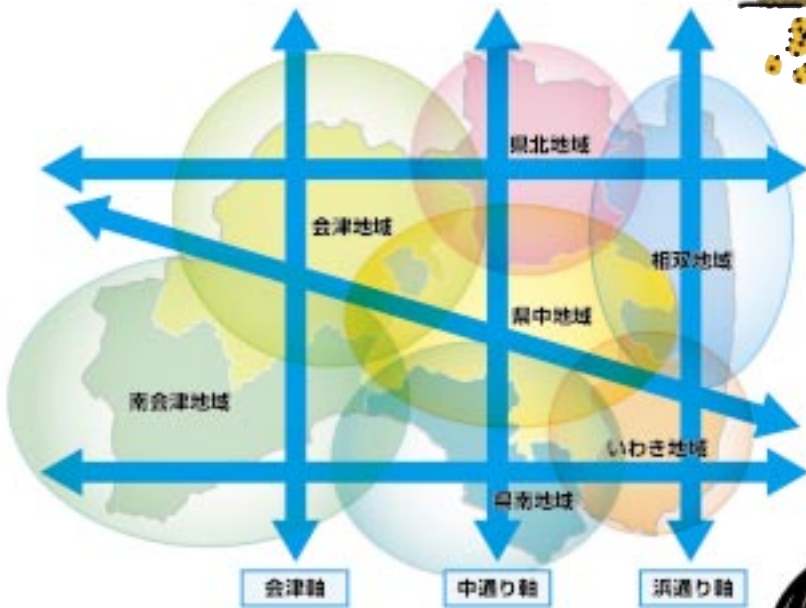 県北地域
会津地域
相双地域
県中地域
南会津地域
いわき地域
県南地域
会津軸
中通り軸
浜通り軸